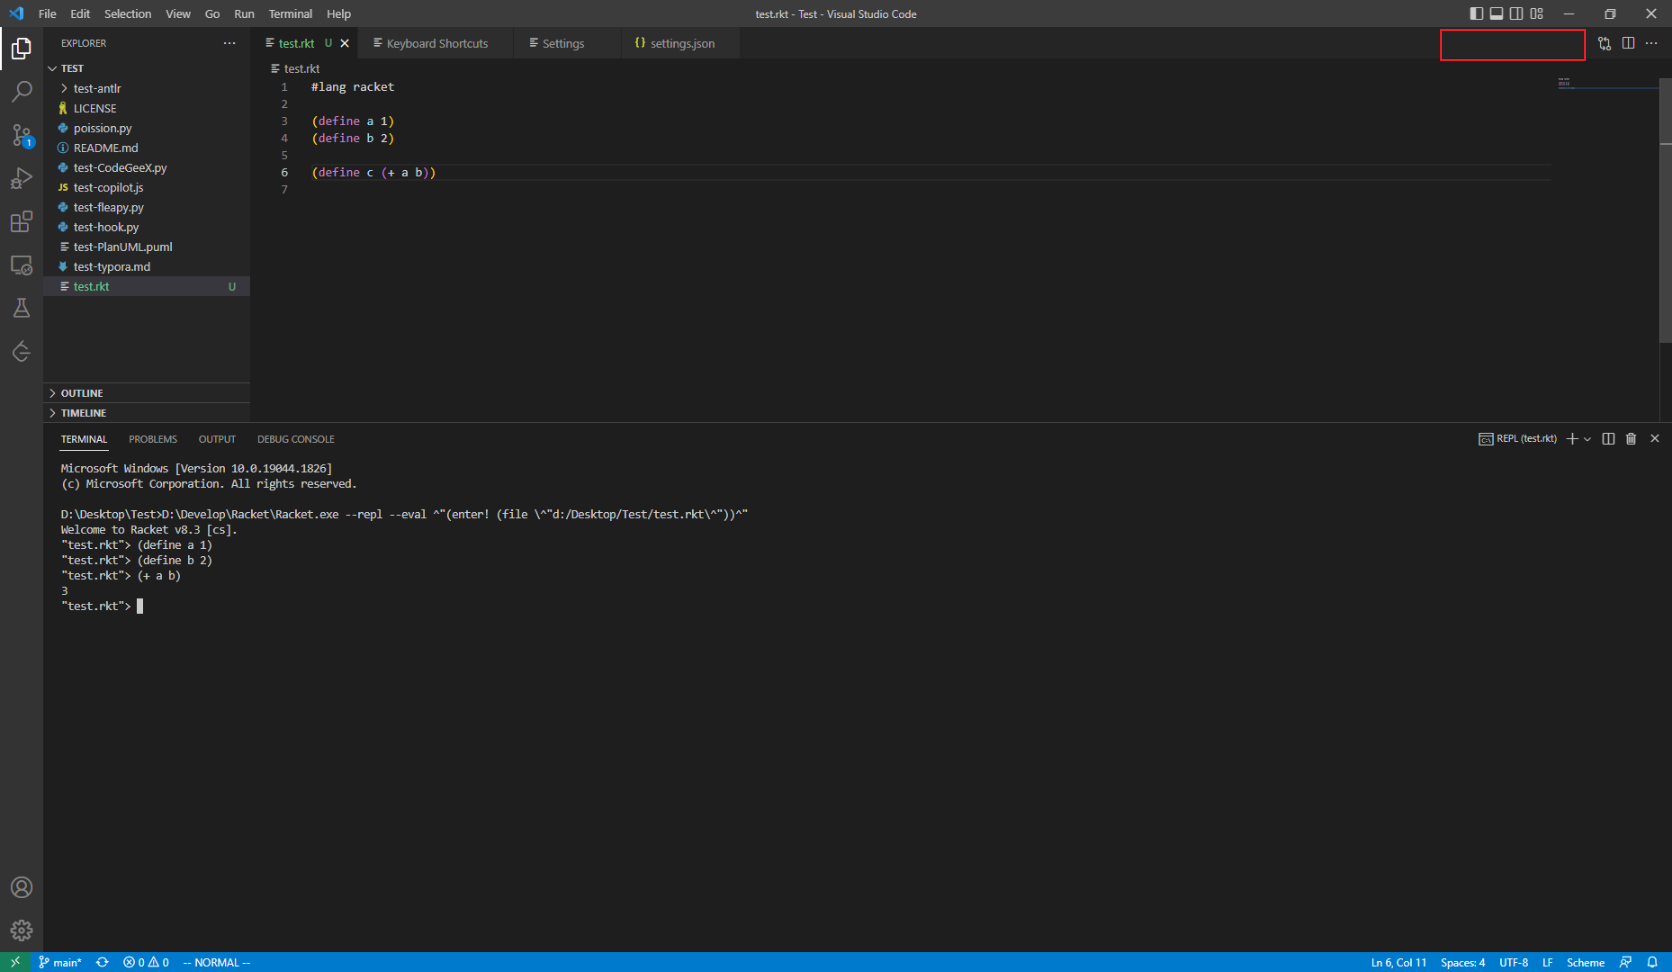 File Edit Selection View Go Run Terminal Help
test.rkt - Test - Visual Studio Code
EXPLORER
test.rkt U
Keyboard Shortcuts
Settings
{} settings.json
TEST
test.rkt
test-antlr
LICENSE
poission.py
README.md
test-CodeGeeX.py
JS test-copilot.js
test-fleapy.py
test-hook.py
test-PlanUML.puml
test-typora.md
test.rkt U
OUTLINE
TIMELINE
1
1 #lang racket
2
3 (define a 1)
4 (define b 2)
5
6 (define c (+ a b))
7
TERMINAL PROBLEMS OUTPUT DEBUG CONSOLE
REPL (test.rkt)
Microsoft Windows [Version 10.0.19044.1826]
(c) Microsoft Corporation. All rights reserved.
D:\Desktop\Test>D:\Develop\Racket\Racket.exe --repl --eval ^"(enter! (file \^"d:/Desktop/Test/test.rkt\^"))^"
Welcome to Racket v8.3 [cs].
"test.rkt"> (define a 1)
"test.rkt"> (define b 2)
"test.rkt"> (+ a b)
3
"test.rkt">
main* 0 0 -- NORMAL --
Ln 6, Col 11 Spaces: 4 UTF-8 LF Scheme